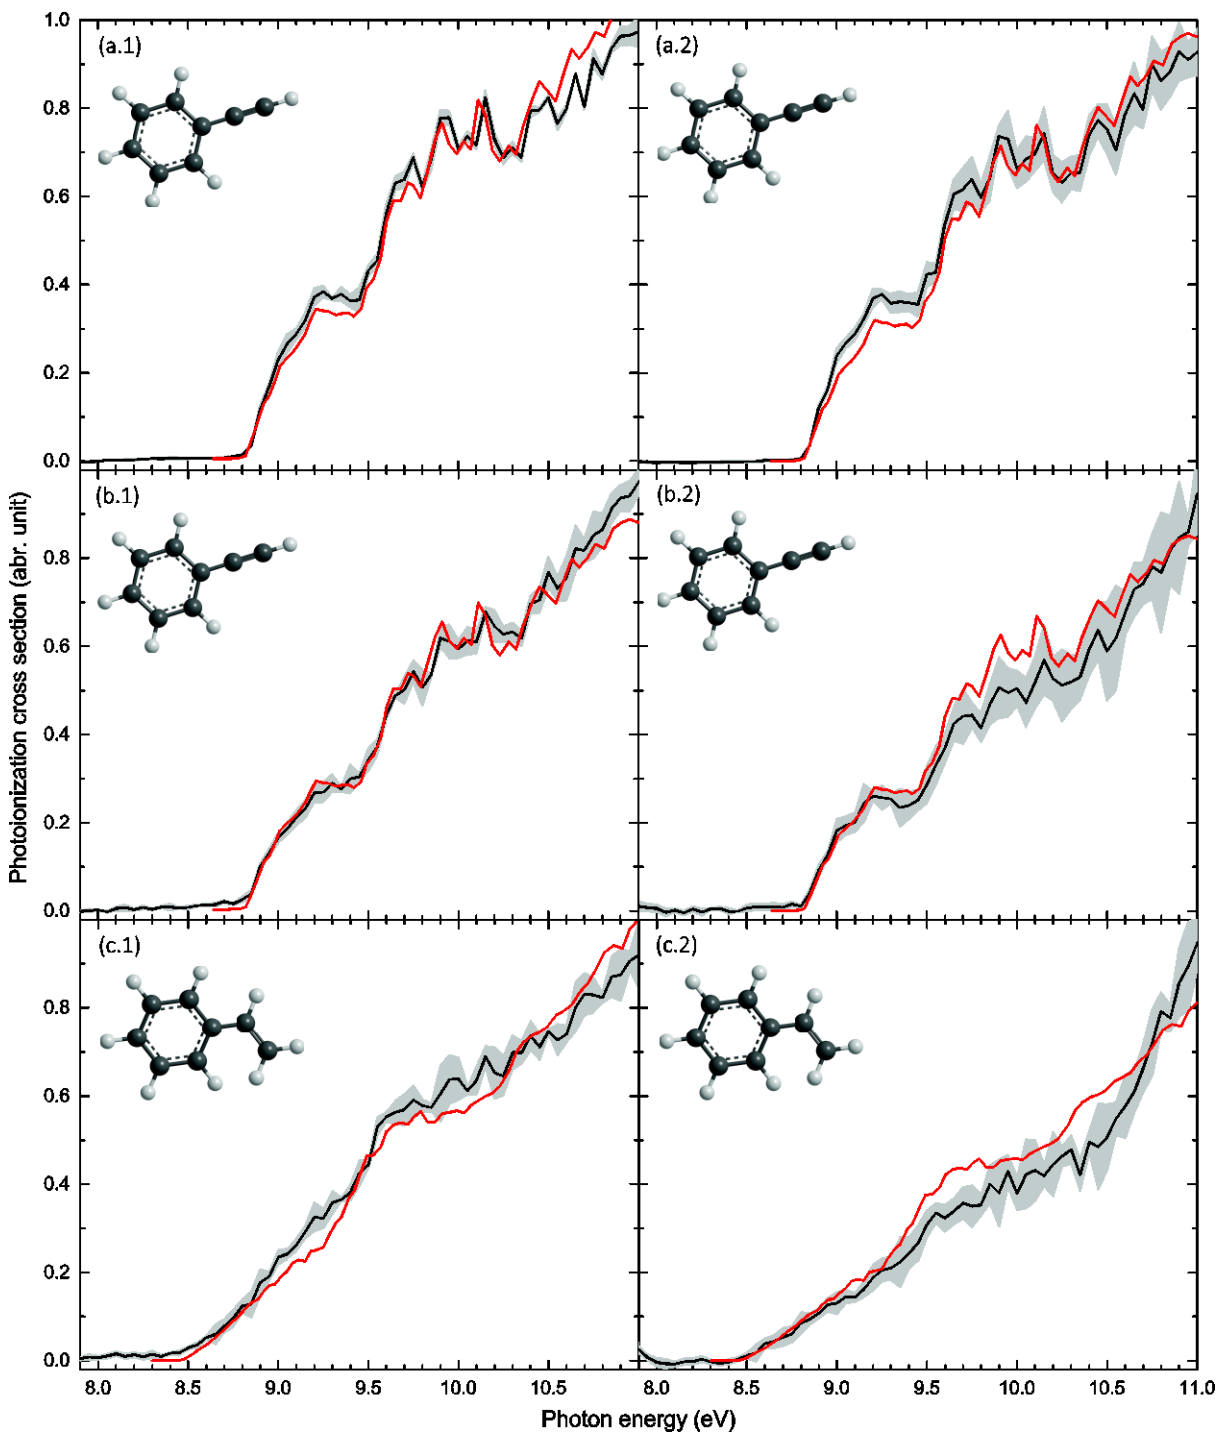 (a.1)
(a.2)
1.0
0.8
0.6
0.4
0.2
0.0
(b.1)
(b.2)
0.8
0.6
0.4
0.2
0.0
(c.1)
(c.2)
0.8
0.6
0.4
0.2
0.0
Photoionization cross section (abr. unit)
8.0 8.5 9.0 9.5 10.0 10.5 8.0 8.5 9.0 9.5 10.0 10.5 11.0
Photon energy (eV)